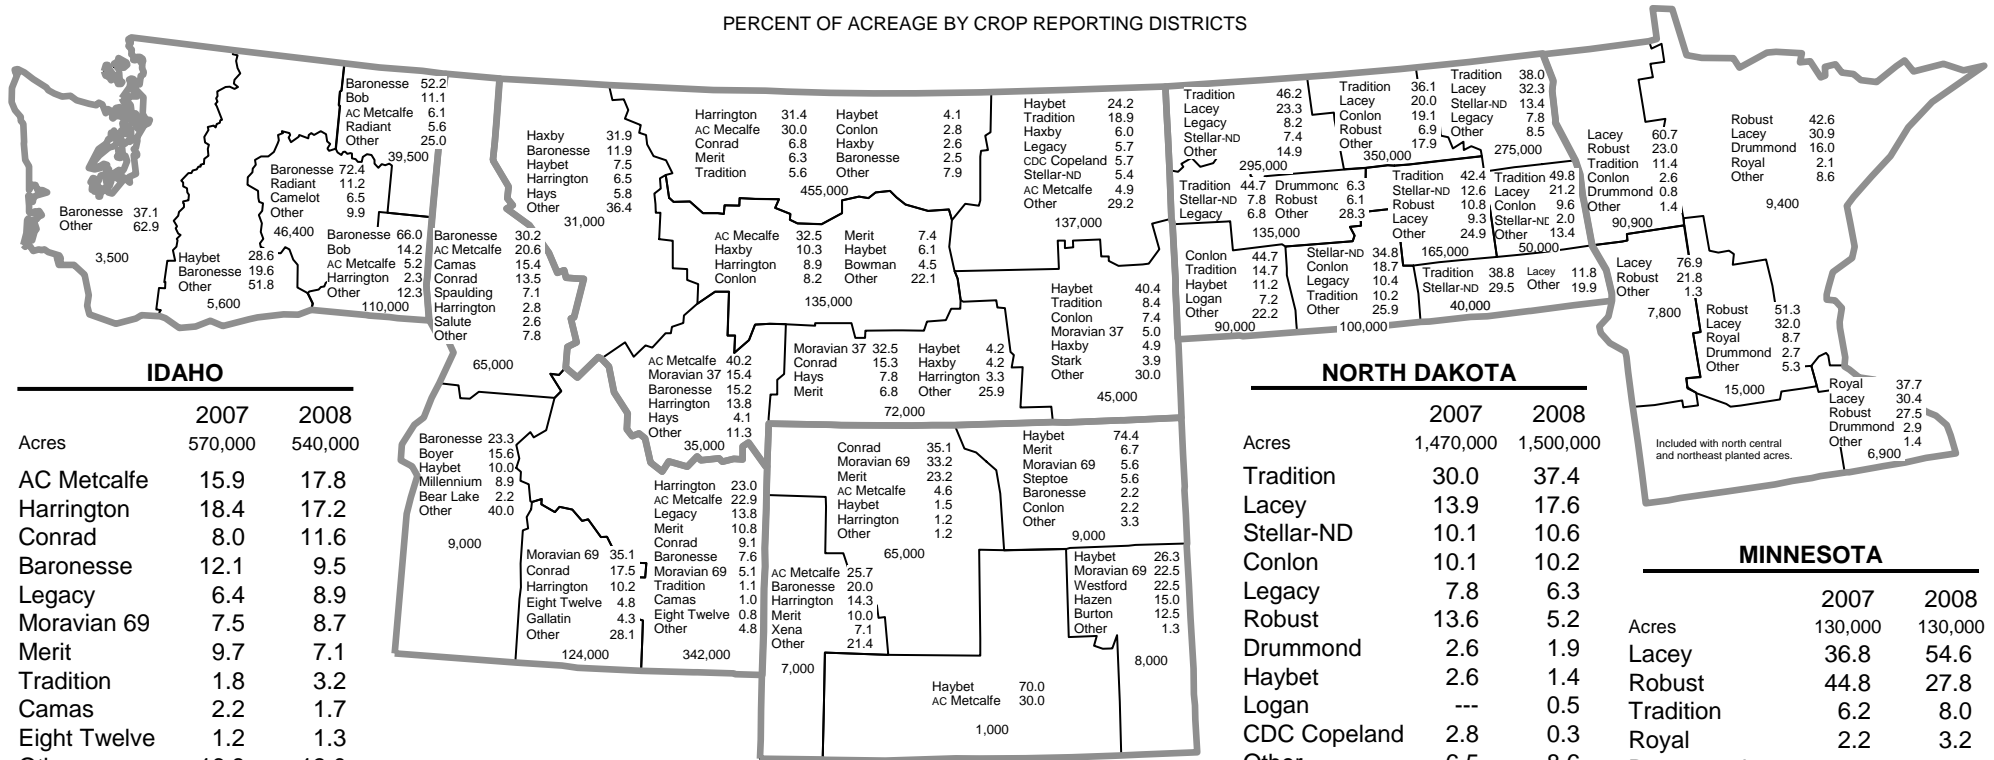 PERCENT OF ACREAGE BY CROP REPORTING DISTRICTS
Baronesse 37.1
Other 62.9
3,500
Haybet 28.6
Baronesse 19.6
Other 51.8
5,600
Baronesse 72.4
Radiant 11.2
Camelot 6.5
Other 9.9
46,400
Baronesse 52.2
Bob 11.1
AC Metcalfe 6.1
Radiant 5.6
Other 25.0
39,500
Baronesse 66.0
Bob 14.2
AC Metcalfe 5.2
Harrington 2.3
Other 12.3
110,000
Baronesse 30.2
AC Metcalfe 20.6
Camas 15.4
Conrad 13.5
Spaulding 7.1
Harrington 2.8
Salute 2.6
Other 7.8
65,000
Baronesse 23.3
Boyer 15.6
Haybet 10.0
Millennium 8.9
Bear Lake 2.2
Other 40.0
9,000
Moravian 69 35.1
Conrad 17.5
Harrington 10.2
Eight Twelve 4.8
Gallatin 4.3
Other 28.1
124,000
Harrington 23.0
AC Metcalfe 22.9
Legacy 13.8
Merit 10.8
Conrad 9.1
Baronesse 7.6
Moravian 69 5.1
Tradition 1.1
Camas 1.0
Eight Twelve 0.8
Other 4.8
342,000
Haxby 31.9
Baronesse 11.9
Haybet 7.5
Harrington 6.5
Hays 5.8
Other 36.4
31,000
Harrington 31.4 Haybet 4.1
AC Mecalfe 30.0 Conlon 2.8
Conrad 6.8 Haxby 2.6
Merit 6.3 Baronesse 2.5
Tradition 5.6 Other 7.9
455,000
Haybet 24.2
Tradition 18.9
Haxby 6.0
Legacy 5.7
CDC Copeland 5.7
Stellar-ND 5.4
AC Metcalfe 4.9
Other 29.2
137,000
AC Mecalfe 32.5 Merit 7.4
Haxby 10.3 Haybet 6.1
Harrington 8.9 Bowman 4.5
Conlon 8.2 Other 22.1
135,000
AC Metcalfe 40.2
Moravian 37 15.4
Baronesse 15.2
Harrington 13.8
Hays 4.1
Other 11.3
35,000
Moravian 37 32.5 Haybet 4.2
Conrad 15.3 Haxby 4.2
Hays 7.8 Harrington 3.3
Merit 6.8 Other 25.9
72,000
Haybet 40.4
Tradition 8.4
Conlon 7.4
Moravian 37 5.0
Haxby 4.9
Stark 3.9
Other 30.0
45,000
Conrad 35.1
Moravian 69 33.2
Merit 23.2
AC Metcalfe 4.6
Haybet 1.5
Harrington 1.2
Other 1.2
65,000
Haybet 74.4
Merit 6.7
Moravian 69 5.6
Steptoe 5.6
Baronesse 2.2
Conlon 2.2
Other 3.3
9,000
AC Metcalfe 25.7
Baronesse 20.0
Harrington 14.3
Merit 10.0
Xena 7.1
Other 21.4
7,000
Haybet 26.3
Moravian 69 22.5
Westford 22.5
Hazen 15.0
Burton 12.5
Other 1.3
8,000
Haybet 70.0
AC Metcalfe 30.0
1,000
Tradition 46.2
Lacey 23.3
Legacy 8.2
Stellar-ND 7.4
Other 14.9
295,000
Tradition 36.1
Lacey 20.0
Conlon 19.1
Robust 6.9
Other 17.9
350,000
Tradition 38.0
Lacey 32.3
Stellar-ND 13.4
Legacy 7.8
Other 8.5
275,000
Tradition 44.7 Drummond 6.3
Stellar-ND 7.8 Robust 6.1
Legacy 6.8 Other 28.3
135,000
Tradition 42.4
Stellar-ND 12.6
Robust 10.8
Lacey 9.3
Other 24.9
165,000
Tradition 49.8
Lacey 21.2
Conlon 9.6
Stellar-ND 2.0
Other 13.4
50,000
Conlon 44.7
Tradition 14.7
Haybet 11.2
Logan 7.2
Other 22.2
90,000
Stellar-ND 34.8
Conlon 18.7
Legacy 10.4
Tradition 10.2
Other 25.9
100,000
Tradition 38.8 Lacey 11.8
Stellar-ND 29.5 Other 19.9
40,000
Lacey 60.7
Robust 23.0
Tradition 11.4
Conlon 2.6
Drummond 0.8
Other 1.4
90,900
Robust 42.6
Lacey 30.9
Drummond 16.0
Royal 2.1
Other 8.6
9,400
Lacey 76.9
Robust 21.8
Other 1.3
7,800
Robust 51.3
Lacey 32.0
Royal 8.7
Drummond 2.7
Other 5.3
15,000
Royal 37.7
Lacey 30.4
Robust 27.5
Drummond 2.9
Other 1.4
6,900
Included with north central
and northeast planted acres.
IDAHO
2007 2008
Acres 570,000 540,000
AC Metcalfe 15.9 17.8
Harrington 18.4 17.2
Conrad 8.0 11.6
Baronesse 12.1 9.5
Legacy 6.4 8.9
Moravian 69 7.5 8.7
Merit 9.7 7.1
Tradition 1.8 3.2
Camas 2.2 1.7
Eight Twelve 1.2 1.3
NORTH DAKOTA
2007 2008
Acres 1,470,000 1,500,000
Tradition 30.0 37.4
Lacey 13.9 17.6
Stellar-ND 10.1 10.6
Conlon 10.1 10.2
Legacy 7.8 6.3
Robust 13.6 5.2
Drummond 2.6 1.9
Haybet 2.6 1.4
Logan --- 0.5
CDC Copeland 2.8 0.3
Other 6.5 8.6
MINNESOTA
2007 2008
Acres 130,000 130,000
Lacey 36.8 54.6
Robust 44.8 27.8
Tradition 6.2 8.0
Royal 2.2 3.2